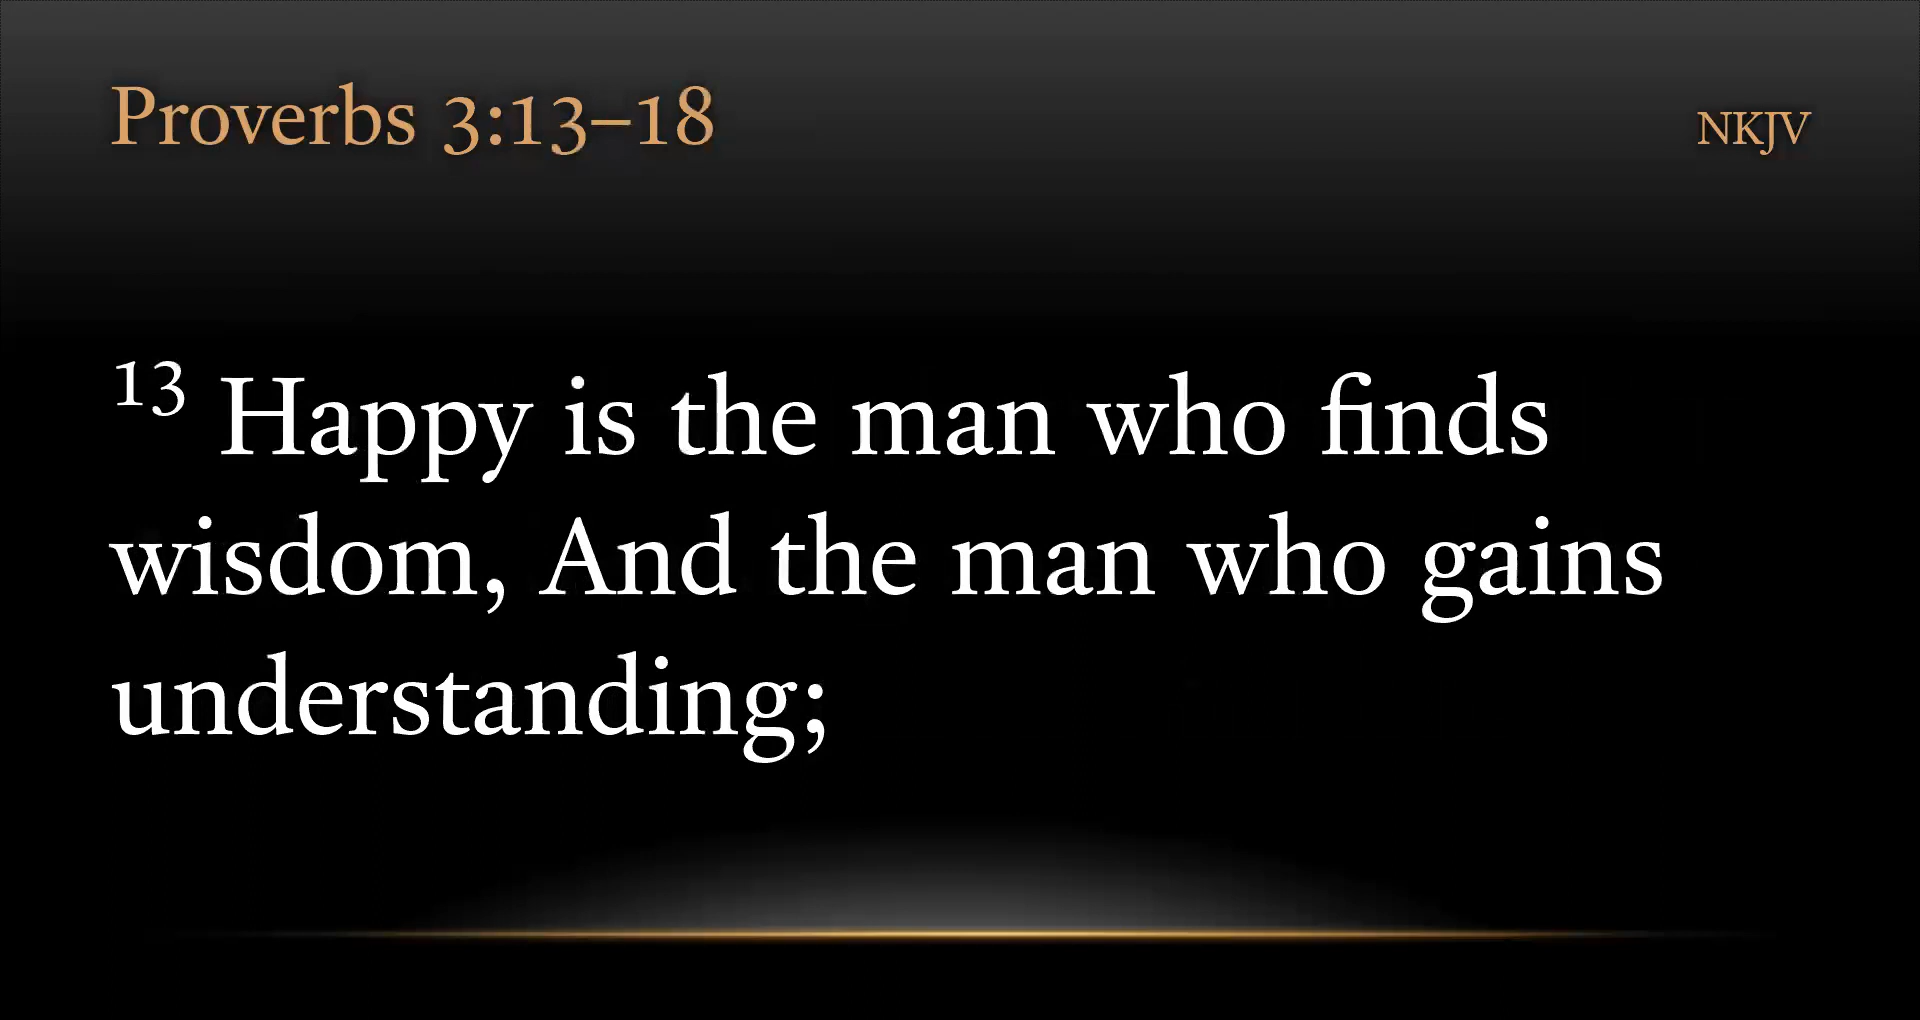 Proverbs 3:13–18
NKJV
13 Happy is the man who finds
wisdom, And the man who gains
understanding;